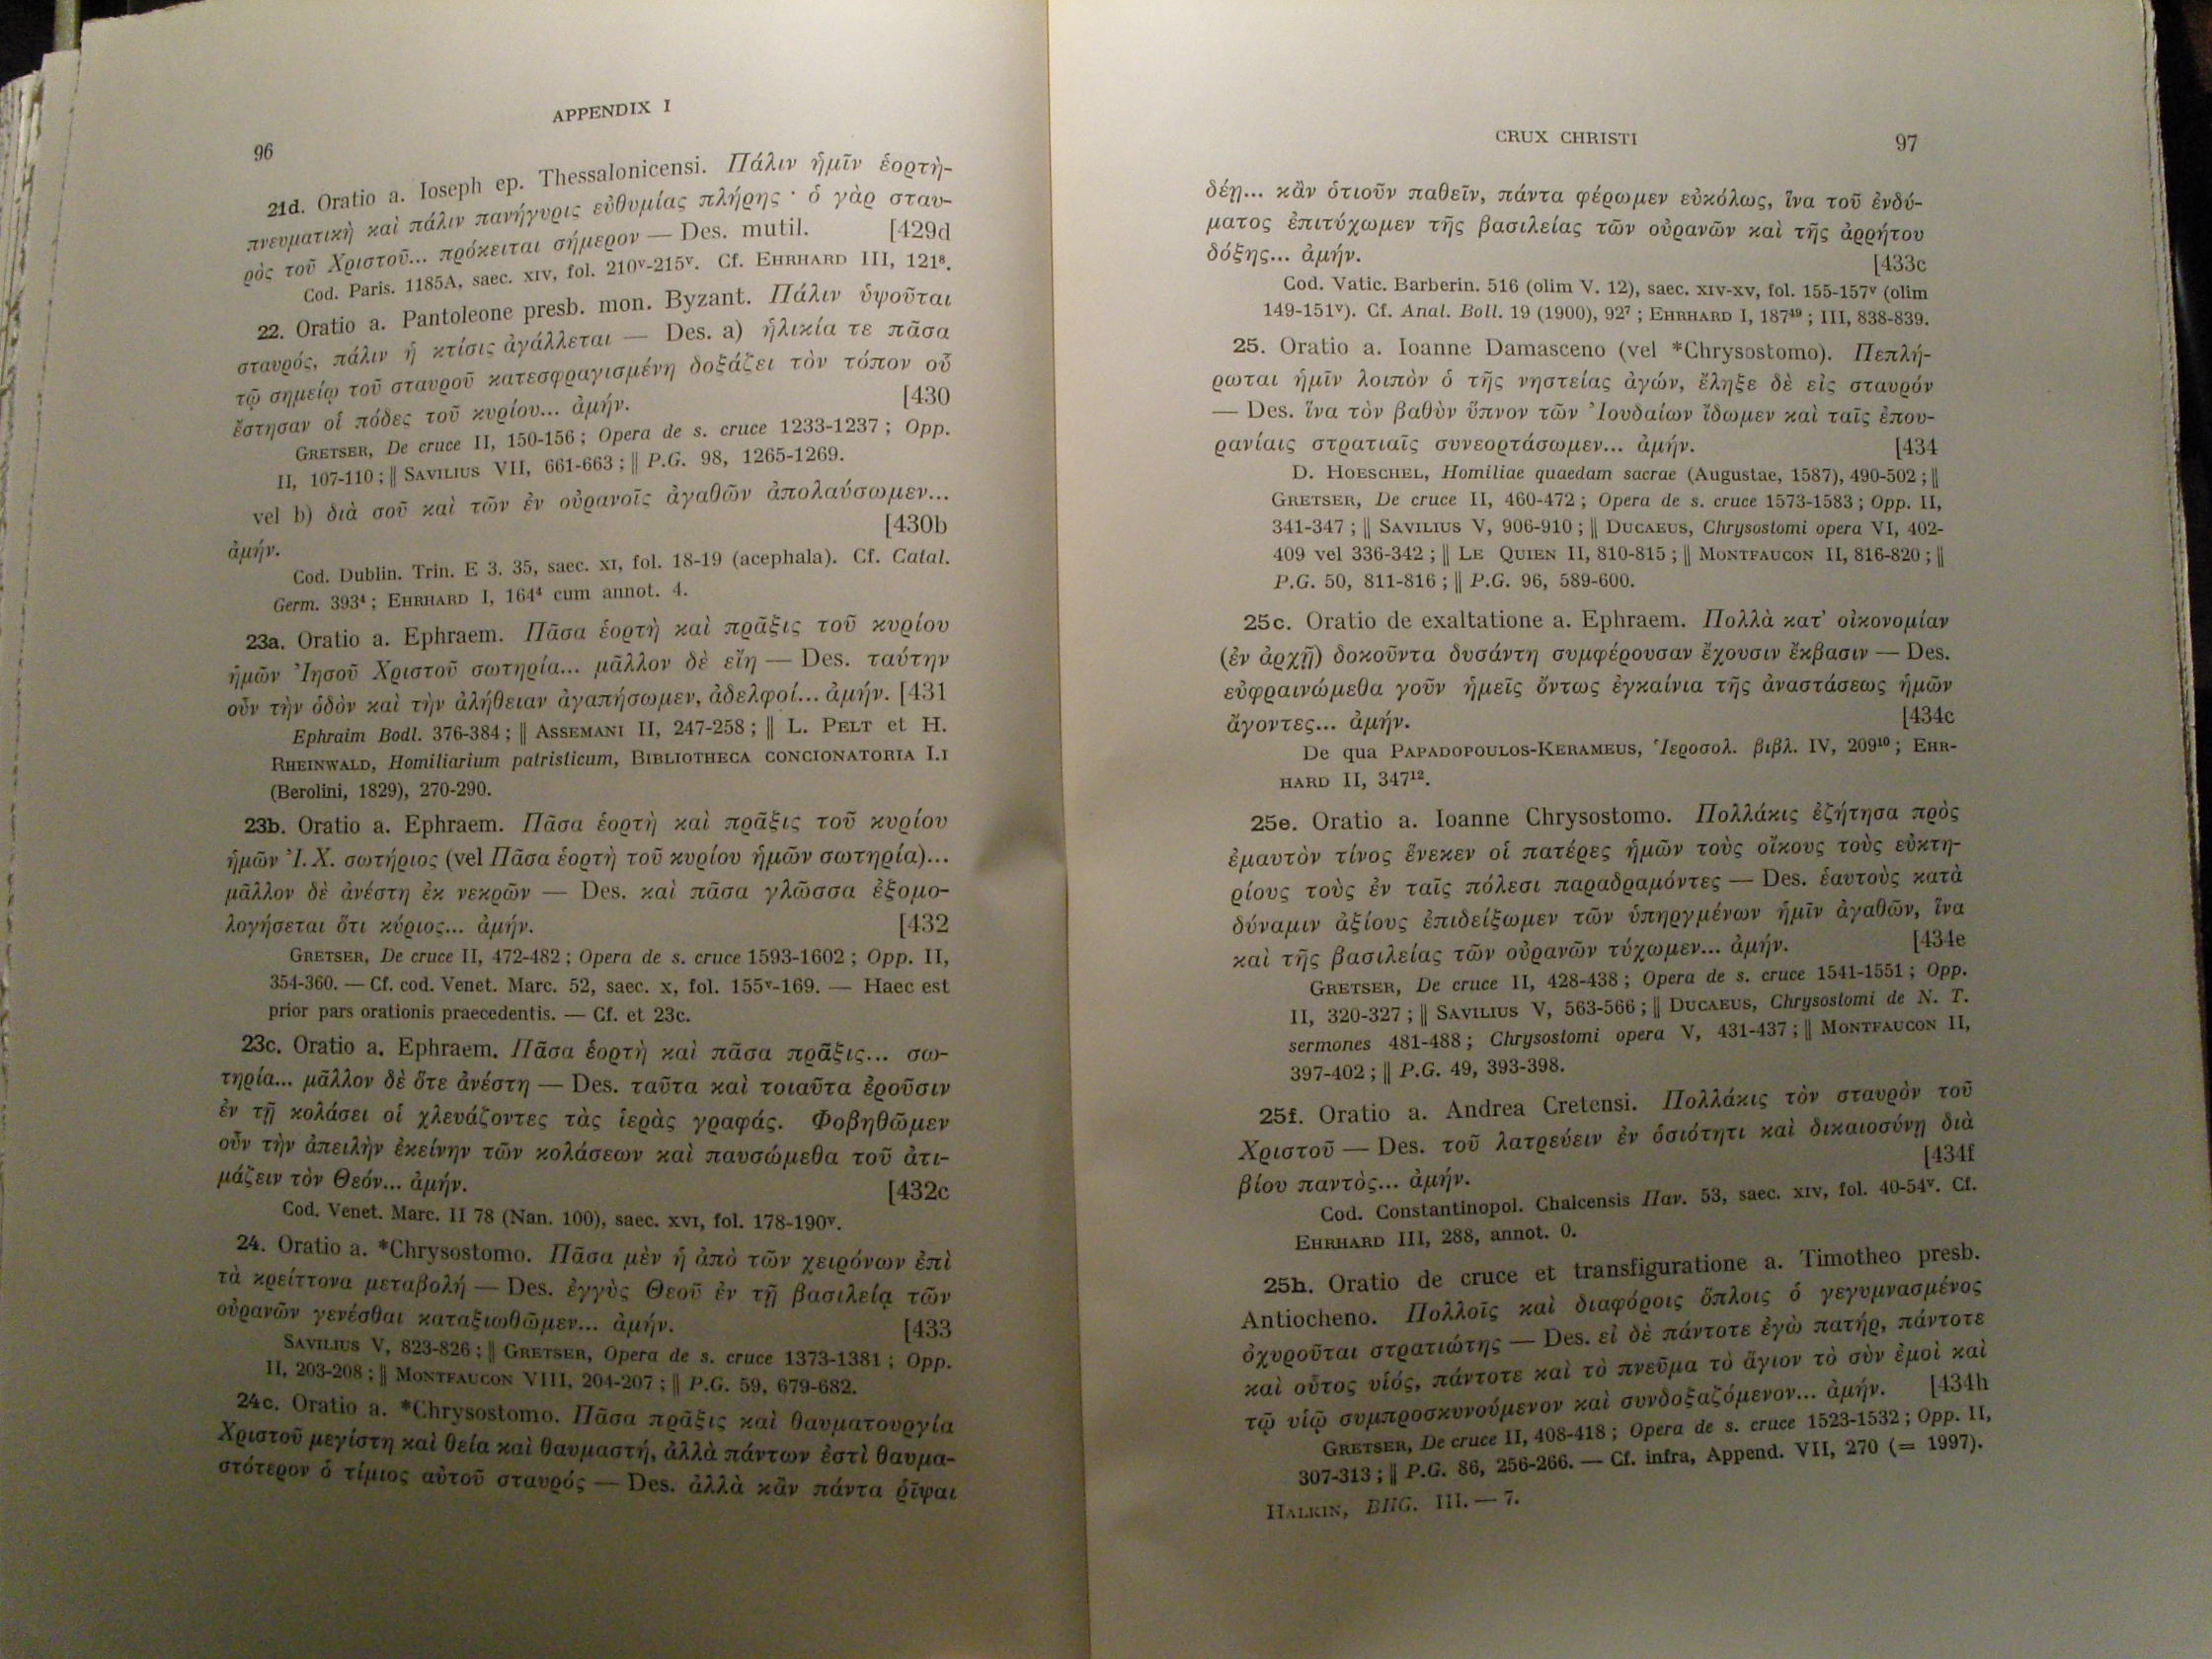 APPENDIX I
96
21d. Oratio a. Ioseph ep. Thessalonicensi. Πάλιν ἡμῖν ἑορτὴ-
πνευματικὴ καὶ πάλιν πανήγυρις εὐθυμίας πλήρης · ὁ γὰρ σταυ-
ρὸς τοῦ Χριστοῦ... πρόκειται σήμερον — Des. mutil. [429d
Cod. Paris. 1185A, saec. XIV, fol. 210ᵛ-215ᵛ. Cf. EHRHARD III, 121⁸.
22. Oratio a. Pantoleone presb. mon. Byzant. Πάλιν ὑψοῦται
σταυρός, πάλιν ἡ κτίσις ἀγάλλεται — Des. a) ἡλικία τε πᾶσα
τῷ σημείῳ τοῦ σταυροῦ κατεσφραγισμένη δοξάζει τὸν τόπον οὗ
ἔστησαν οἱ πόδες τοῦ κυρίου... ἀμήν. [430
GRETSER, De cruce II, 150-156 ; Opera de s. cruce 1233-1237 ; Opp.
II, 107-110 ; ‖ SAVILIUS VII, 661-663 ; ‖ P.G. 98, 1265-1269.
vel b) διὰ σοῦ καὶ τῶν ἐν οὐρανοῖς ἀγαθῶν ἀπολαύσωμεν...
ἀμήν. [430b
Cod. Dublin. Trin. E 3. 35, saec. XI, fol. 18-19 (acephala). Cf. Catal.
Germ. 393⁴ ; EHRHARD I, 164⁴ cum annot. 4.
23a. Oratio a. Ephraem. Πᾶσα ἑορτὴ καὶ πρᾶξις τοῦ κυρίου
ἡμῶν Ἰησοῦ Χριστοῦ σωτηρία... μᾶλλον δὲ εἴη — Des. ταύτην
οὖν τὴν ὁδὸν καὶ τὴν ἀλήθειαν ἀγαπήσωμεν, ἀδελφοί... ἀμήν. [431
Ephraim Bodl. 376-384 ; ‖ ASSEMANI II, 247-258 ; ‖ L. PELT et H.
RHEINWALD, Homiliarium patristicum, BIBLIOTHECA CONCIONATORIA I.I
(Berolini, 1829), 270-290.
23b. Oratio a. Ephraem. Πᾶσα ἑορτὴ καὶ πρᾶξις τοῦ κυρίου
ἡμῶν Ἰ. Χ. σωτήριος (vel Πᾶσα ἑορτὴ τοῦ κυρίου ἡμῶν σωτηρία)...
μᾶλλον δὲ ἀνέστη ἐκ νεκρῶν — Des. καὶ πᾶσα γλῶσσα ἐξομο-
λογήσεται ὅτι κύριος... ἀμήν. [432
GRETSER, De cruce II, 472-482 ; Opera de s. cruce 1593-1602 ; Opp. II,
354-360. — Cf. cod. Venet. Marc. 52, saec. X, fol. 155ᵛ-169. — Haec est
prior pars orationis praecedentis. — Cf. et 23c.
23c. Oratio a. Ephraem. Πᾶσα ἑορτὴ καὶ πᾶσα πρᾶξις... σω-
τηρία... μᾶλλον δὲ ὅτε ἀνέστη — Des. ταῦτα καὶ τοιαῦτα ἐροῦσιν
ἐν τῇ κολάσει οἱ χλευάζοντες τὰς ἱερὰς γραφάς. Φοβηθῶμεν
οὖν τὴν ἀπειλὴν ἐκείνην τῶν κολάσεων καὶ παυσώμεθα τοῦ ἀτι-
μάζειν τὸν Θεόν... ἀμήν. [432c
Cod. Venet. Marc. II 78 (Nan. 100), saec. XVI, fol. 178-190ᵛ.
24. Oratio a. *Chrysostomo. Πᾶσα μὲν ἡ ἀπὸ τῶν χειρόνων ἐπὶ
τὰ κρείττονα μεταβολή — Des. ἐγγὺς Θεοῦ ἐν τῇ βασιλείᾳ τῶν
οὐρανῶν γενέσθαι καταξιωθῶμεν... ἀμήν. [433
SAVILIUS V, 823-826 ; ‖ GRETSER, Opera de s. cruce 1373-1381 ; Opp.
II, 203-208 ; ‖ MONTFAUCON VIII, 204-207 ; ‖ P.G. 59, 679-682.
24c. Oratio a. *Chrysostomo. Πᾶσα πρᾶξις καὶ θαυματουργία
Χριστοῦ μεγίστη καὶ θεία καὶ θαυμαστή, ἀλλὰ πάντων ἐστὶ θαυμα-
στότερον ὁ τίμιος αὐτοῦ σταυρός — Des. ἀλλὰ κἂν πάντα ῥῖψαι
CRUX CHRISTI 97
δέῃ... κἂν ὁτιοῦν παθεῖν, πάντα φέρωμεν εὐκόλως, ἵνα τοῦ ἐνδύ-
ματος ἐπιτύχωμεν τῆς βασιλείας τῶν οὐρανῶν καὶ τῆς ἀρρήτου
δόξης... ἀμήν. [433c
Cod. Vatic. Barberin. 516 (olim V. 12), saec. XIV-XV, fol. 155-157ᵛ (olim
149-151ᵛ). Cf. Anal. Boll. 19 (1900), 92⁷ ; EHRHARD I, 187⁴⁹ ; III, 838-839.
25. Oratio a. Ioanne Damasceno (vel *Chrysostomo). Πεπλή-
ρωται ἡμῖν λοιπὸν ὁ τῆς νηστείας ἀγών, ἔληξε δὲ εἰς σταυρόν
— Des. ἵνα τὸν βαθὺν ὕπνον τῶν Ἰουδαίων ἴδωμεν καὶ ταῖς ἐπου-
ρανίαις στρατιαῖς συνεορτάσωμεν... ἀμήν. [434
D. HOESCHEL, Homiliae quaedam sacrae (Augustae, 1587), 490-502 ; ‖
GRETSER, De cruce II, 460-472 ; Opera de s. cruce 1573-1583 ; Opp. II,
341-347 ; ‖ SAVILIUS V, 906-910 ; ‖ DUCAEUS, Chrysostomi opera VI, 402-
409 vel 336-342 ; ‖ LE QUIEN II, 810-815 ; ‖ MONTFAUCON II, 816-820 ; ‖
P.G. 50, 811-816 ; ‖ P.G. 96, 589-600.
25c. Oratio de exaltatione a. Ephraem. Πολλὰ κατ᾽ οἰκονομίαν
(ἐν ἀρχῇ) δοκοῦντα δυσάντη συμφέρουσαν ἔχουσιν ἔκβασιν — Des.
εὐφραινώμεθα γοῦν ἡμεῖς ὄντως ἐγκαίνια τῆς ἀναστάσεως ἡμῶν
ἄγοντες... ἀμήν. [434c
De qua PAPADOPOULOS-KERAMEUS, Ἱεροσολ. βιβλ. IV, 209¹⁰ ; EHR-
HARD II, 347¹².
25e. Oratio a. Ioanne Chrysostomo. Πολλάκις ἐζήτησα πρὸς
ἐμαυτὸν τίνος ἕνεκεν οἱ πατέρες ἡμῶν τοὺς οἴκους τοὺς εὐκτη-
ρίους τοὺς ἐν ταῖς πόλεσι παραδραμόντες — Des. ἑαυτοὺς κατὰ
δύναμιν ἀξίους ἐπιδείξωμεν τῶν ὑπηργμένων ἡμῖν ἀγαθῶν, ἵνα
καὶ τῆς βασιλείας τῶν οὐρανῶν τύχωμεν... ἀμήν. [434e
GRETSER, De cruce II, 428-438 ; Opera de s. cruce 1541-1551 ; Opp.
II, 320-327 ; ‖ SAVILIUS V, 563-566 ; ‖ DUCAEUS, Chrysostomi de N. T.
sermones 481-488 ; Chrysostomi opera V, 431-437 ; ‖ MONTFAUCON II,
397-402 ; ‖ P.G. 49, 393-398.
25f. Oratio a. Andrea Cretensi. Πολλάκις τὸν σταυρὸν τοῦ
Χριστοῦ — Des. τοῦ λατρεύειν ἐν ὁσιότητι καὶ δικαιοσύνῃ διὰ
βίου παντὸς... ἀμήν. [434f
Cod. Constantinopol. Chalcensis Παν. 53, saec. XIV, fol. 40-54ᵛ. Cf.
EHRHARD III, 288, annot. 0.
25h. Oratio de cruce et transfiguratione a. Timotheo presb.
Antiocheno. Πολλοῖς καὶ διαφόροις ὅπλοις ὁ γεγυμνασμένος
ὀχυροῦται στρατιώτης — Des. εἰ δὲ πάντοτε ἐγὼ πατήρ, πάντοτε
καὶ οὗτος υἱός, πάντοτε καὶ τὸ πνεῦμα τὸ ἅγιον τὸ σὺν ἐμοὶ καὶ
τῷ υἱῷ συμπροσκυνούμενον καὶ συνδοξαζόμενον... ἀμήν. [434h
GRETSER, De cruce II, 408-418 ; Opera de s. cruce 1523-1532 ; Opp. II,
307-313 ; ‖ P.G. 86, 256-266. — Cf. infra, Append. VII, 270 (= 1997).
HALKIN, BHG. III. — 7.